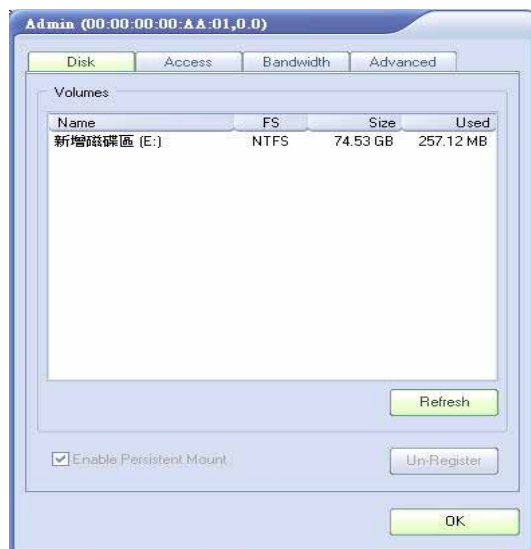 Admin (00:00:00:00:AA:01,0.0)
Disk Access Bandwidth Advanced
Volumes
Name FS Size Used
新增磁碟區 (E:) NTFS 74.53 GB 257.12 MB
Refresh
Enable Persistent Mount Un-Register
OK